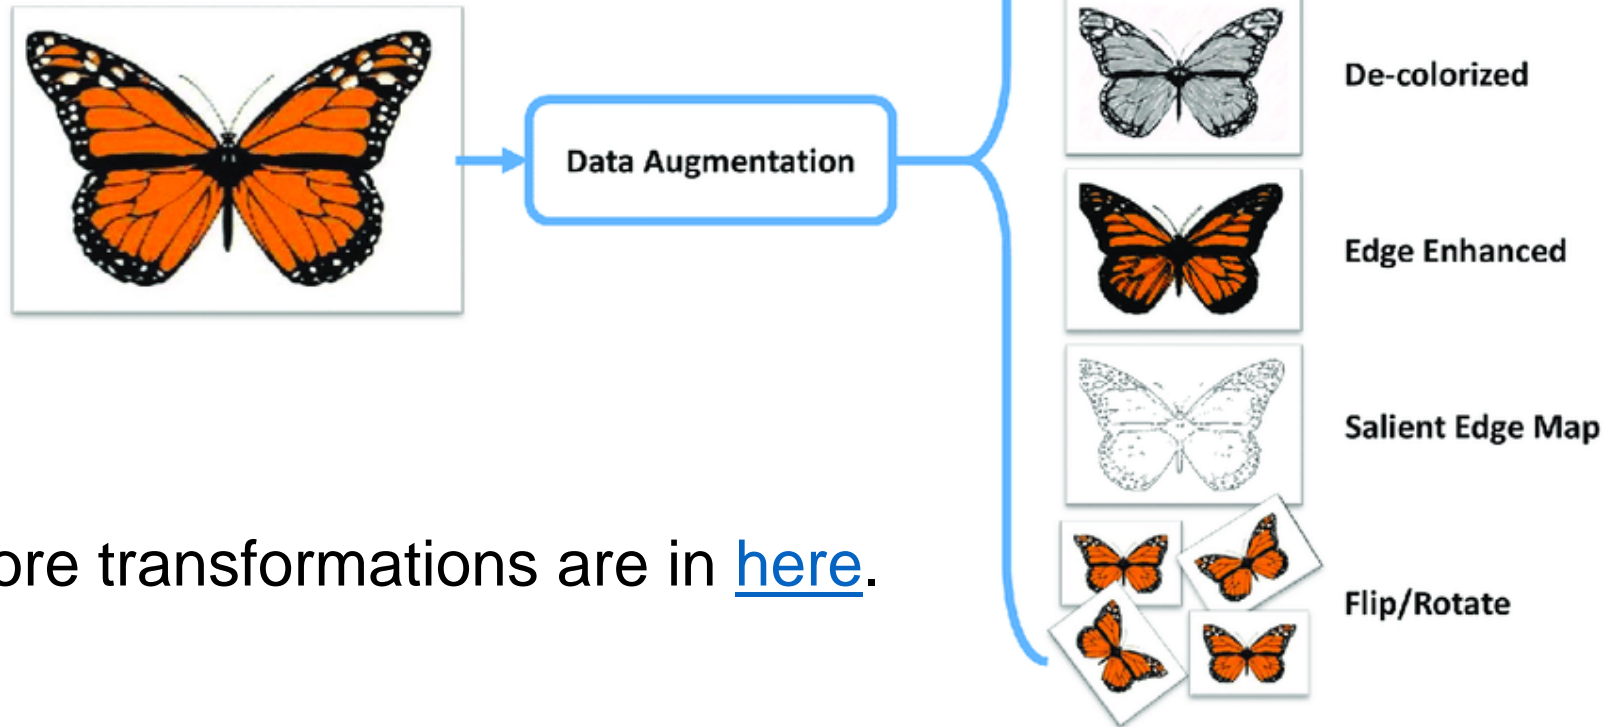 De-colorized
Data Augmentation
Edge Enhanced
Salient Edge Map
ore transformations are in here.
Flip/Rotate